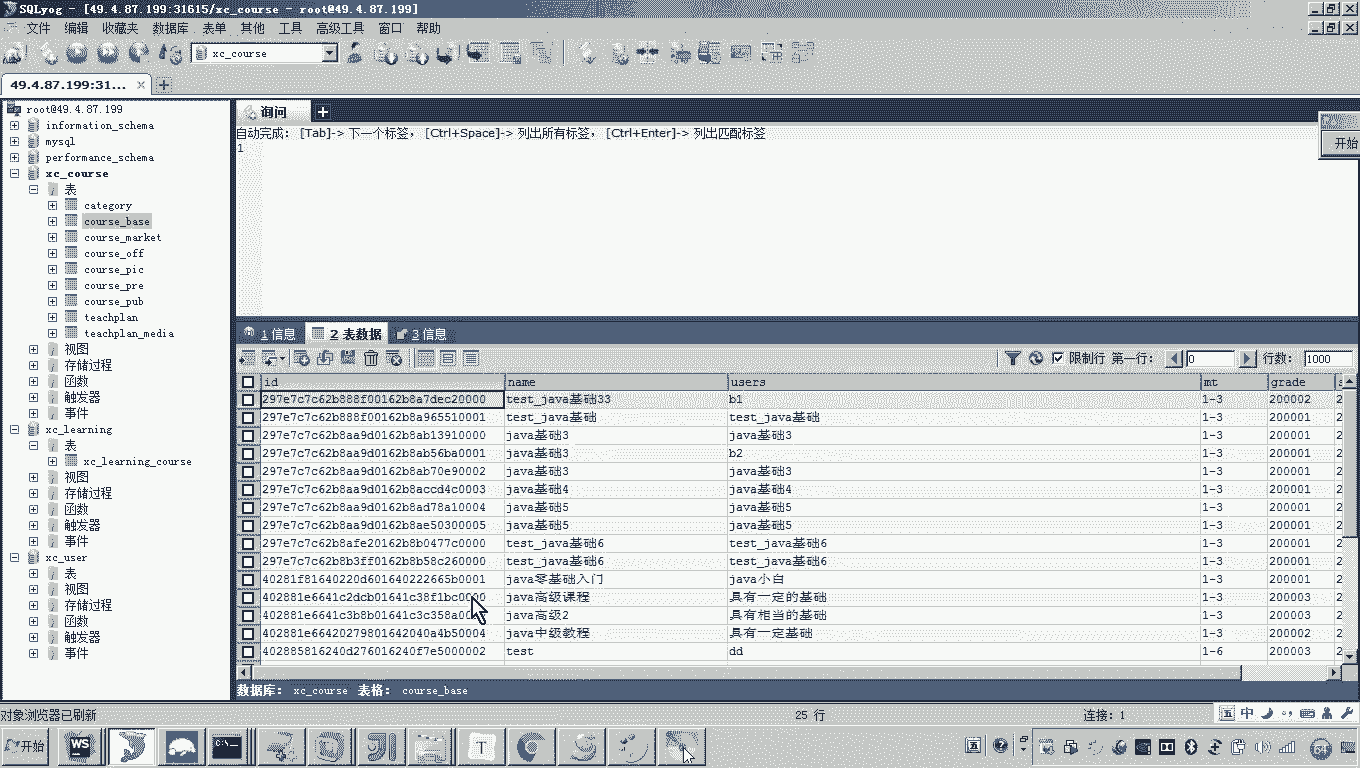 SQLyog - [49.4.87.199:31615/xc_course - root@49.4.87.199]
文件 编辑 收藏夹 数据库 表单 其他 工具 高级工具 窗口 帮助
xc_course
49.4.87.199:31...
root@49.4.87.199
information_schema
mysql
performance_schema
xc_course
表
category
course_base
course_market
course_off
course_pic
course_pre
course_pub
teachplan
teachplan_media
视图
存储过程
函数
触发器
事件
xc_learning
表
xc_learning_course
视图
存储过程
函数
触发器
事件
xc_user
表
视图
存储过程
函数
触发器
事件
询问
自动完成: [Tab]-> 下一个标签, [Ctrl+Space]-> 列出所有标签, [Ctrl+Enter]-> 列出匹配标签
1
开始
1 信息 2 表数据 3 信息
限制行 第一行: 0 行数: 1000
id name users mt grade
297e7c7c62b888f00162b8a7dec20000 test_java基础33 b1 1-3 200002 2
297e7c7c62b888f00162b8a965510001 test_java基础 test_java基础 1-3 200001 2
297e7c7c62b8aa9d0162b8ab13910000 java基础3 java基础3 1-3 200001 2
297e7c7c62b8aa9d0162b8ab56ba0001 java基础3 b2 1-3 200001 2
297e7c7c62b8aa9d0162b8ab70e90002 java基础3 java基础3 1-3 200001 2
297e7c7c62b8aa9d0162b8accd4c0003 java基础4 java基础4 1-3 200001 2
297e7c7c62b8aa9d0162b8ad78a10004 java基础5 java基础5 1-3 200001 2
297e7c7c62b8aa9d0162b8ae50300005 java基础5 java基础5 1-3 200001 2
297e7c7c62b8afe20162b8b0477c0000 test_java基础6 test_java基础6 1-3 200001 2
297e7c7c62b8b3ff0162b8b58c260000 test_java基础6 test_java基础6 1-3 200001 2
40281f81640220d601640222665b0001 java零基础入门 java小白 1-3 200001 2
402881e6641c2dcb01641c38f1bc0000 java高级课程 具有一定的基础 1-3 200003 2
java高级2 具有相当的基础 1-3 200003 2
402881e66420279801642040a4b50004 java中级教程 具有一定基础 1-3 200002 2
402885816240d276016240f7e5000002 test dd 1-6 200003 2
数据库: xc_course 表格: course_base
对象浏览器已刷新 25 行 连接: 1
五 中
开始 WS T 五 64